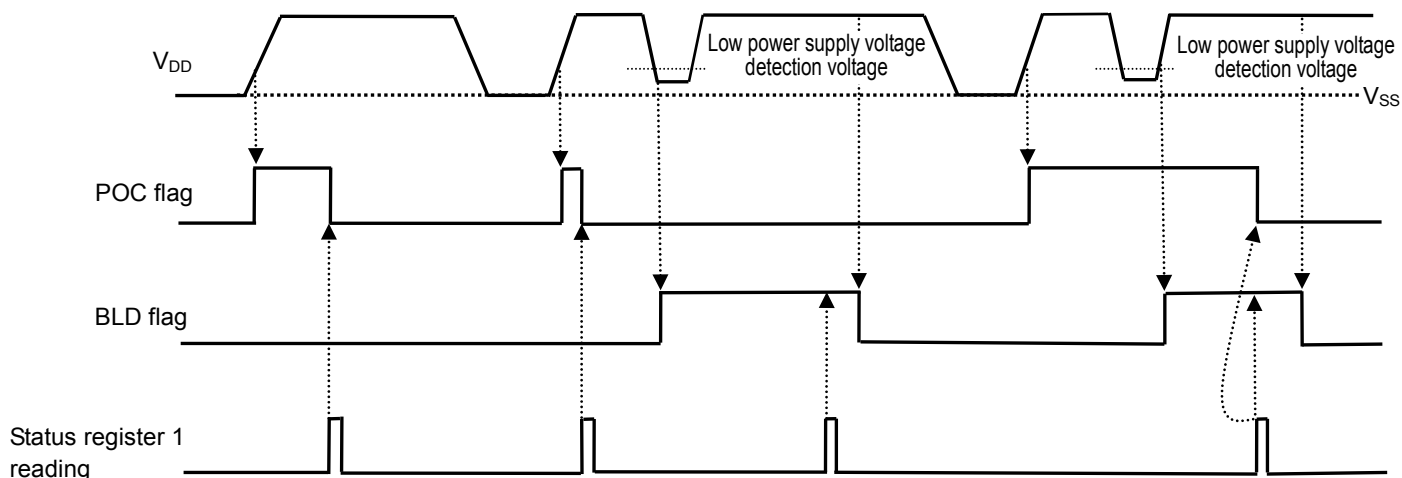 Low power supply voltage
detection voltage
Low power supply voltage
detection voltage
VDD
VSS
POC flag
BLD flag
Status register 1
reading